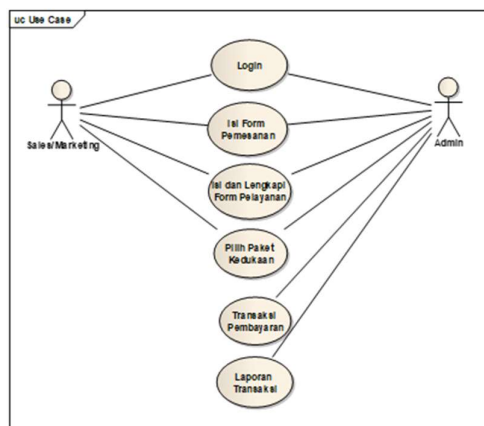 uc Use Case
Login
Isi Form
Pemesanan
Sales/Marketing
Admin
Isi dan Lengkapi
Form Pelayanan
Pilih Paket
Kedukaan
Transaksi
Pembayaran
Laporan
Transaksi